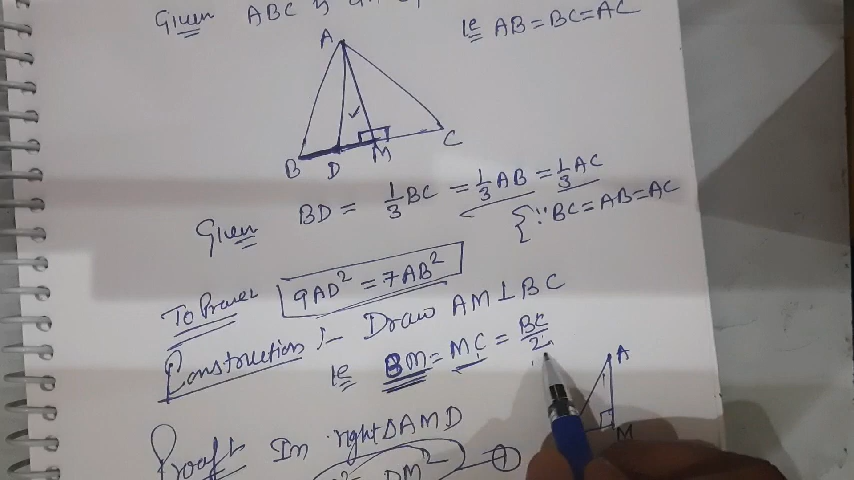 Given ABC is an
ie AB=BC=AC
A
B D M C
Given BD = 1/3 BC = 1/3 AB = 1/3 AC
{∵ BC=AB=AC
To Prove 9AD² = 7AB²
Construction :- Draw AM⊥BC
ie BM = MC = BC/2
A
M
Proof In right ΔAMD
DM² — ①